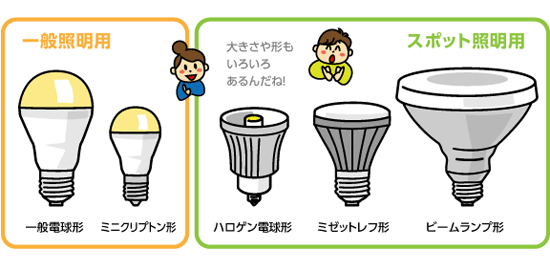 一般照明用
スポット照明用
大きさや形も
いろいろ
あるんだね!
一般電球形
ミニクリプトン形
ハロゲン電球形
ミゼットレフ形
ビームランプ形